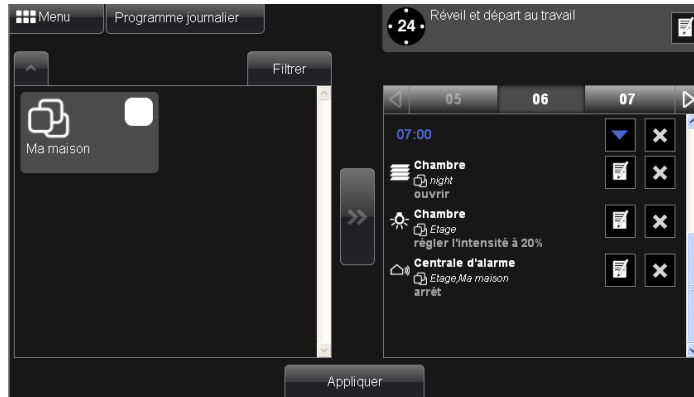 Menu
Programme journalier
24
Réveil et départ au travail
Filtrer
Ma maison
05
06
07
07:00
Chambre
night
ouvrir
Chambre
Etage
régler l'intensité à 20%
Centrale d'alarme
Etage,Ma maison
arrét
Appliquer